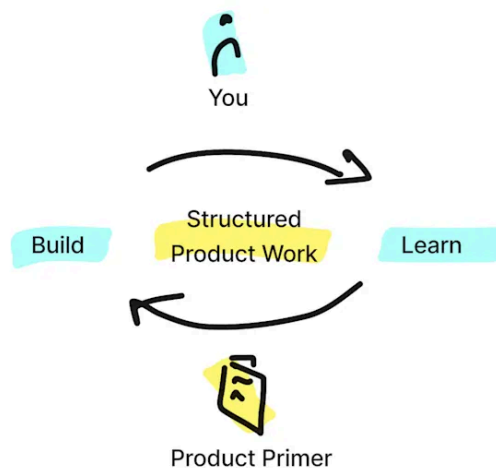 You
Structured
Build
Product Work
Learn
Product Primer